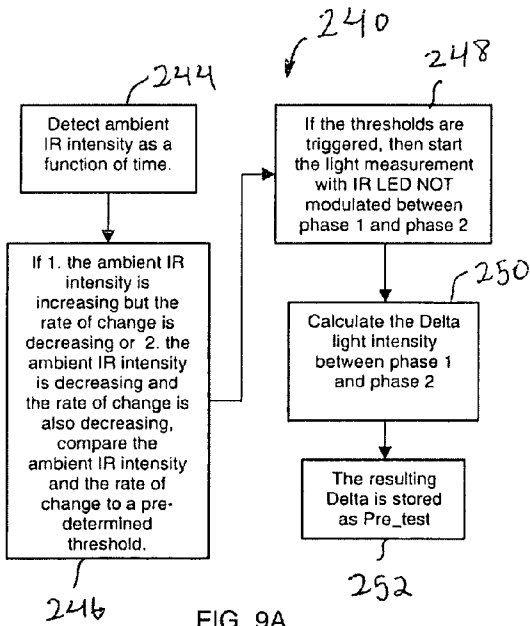 240
244
Detect ambient
IR intensity as a
function of time.
If 1. the ambient IR
intensity is
increasing but the
rate of change is
decreasing or 2. the
ambient IR intensity
is decreasing and
the rate of change is
also decreasing,
compare the
ambient IR intensity
and the rate of
change to a pre-
determined
threshold.
246
248
If the thresholds are
triggered, then start
the light measurement
with IR LED NOT
modulated between
phase 1 and phase 2
250
Calculate the Delta
light intensity
between phase 1
and phase 2
The resulting
Delta is stored
as Pre_test
252
FIG. 9A